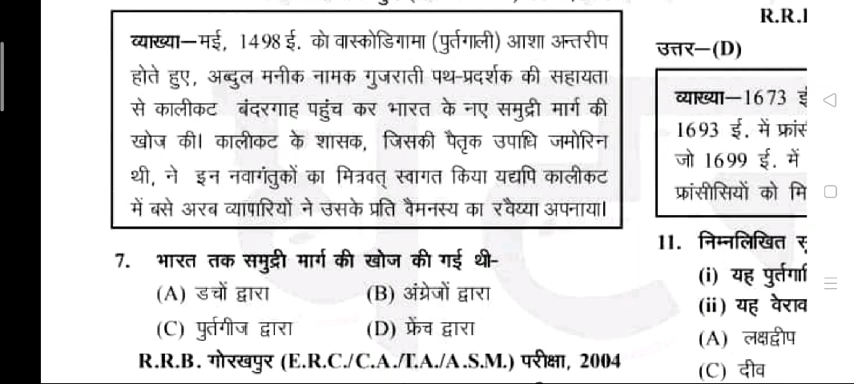 व्याख्या–मई, 1498 ई. को वास्कोडिगामा (पुर्तगाली) आशा अन्तरीप
होते हुए, अब्दुल मनीक नामक गुजराती पथ-प्रदर्शक की सहायता
से कालीकट बंदरगाह पहुंच कर भारत के नए समुद्री मार्ग की
खोज की। कालीकट के शासक, जिसकी पैतृक उपाधि जमोरिन
थी, ने इन नवागंतुकों का मित्रवत् स्वागत किया यद्यपि कालीकट
में बसे अरब व्यापारियों ने उसके प्रति वैमनस्य का रवैय्या अपनाया।
7. भारत तक समुद्री मार्ग की खोज की गई थी-
(A) डचों द्वारा (B) अंग्रेजों द्वारा
(C) पुर्तगीज द्वारा (D) फ्रेंच द्वारा
R.R.B. गोरखपुर (E.R.C./C.A./T.A./A.S.M.) परीक्षा, 2004
R.R.
उत्तर–(D)
व्याख्या–1673 ई
1693 ई. में फ्रांस
जो 1699 ई. में
फ्रांसीसियों को
11. निम्नलिखित
(i) यह
(ii) यह
(A) लक्षद्वीप
(C) दीव